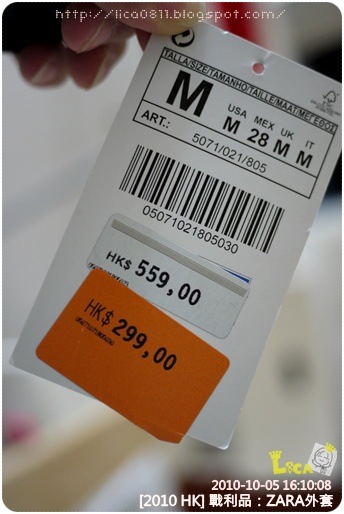 http://lica0811.blogspot.com/
TALLA/SIZE/TAMANHO/TAILLE/MAAT/ΜΕΓΕΘΟΣ
M
USA MEX UK IT
M 28 M M
ART.:
5071/021/805
05071021805030
HK$ 559,00
HK$ 299,00
LICA
2010-10-05 16:10:08
[2010 HK] 戰利品：ZARA外套